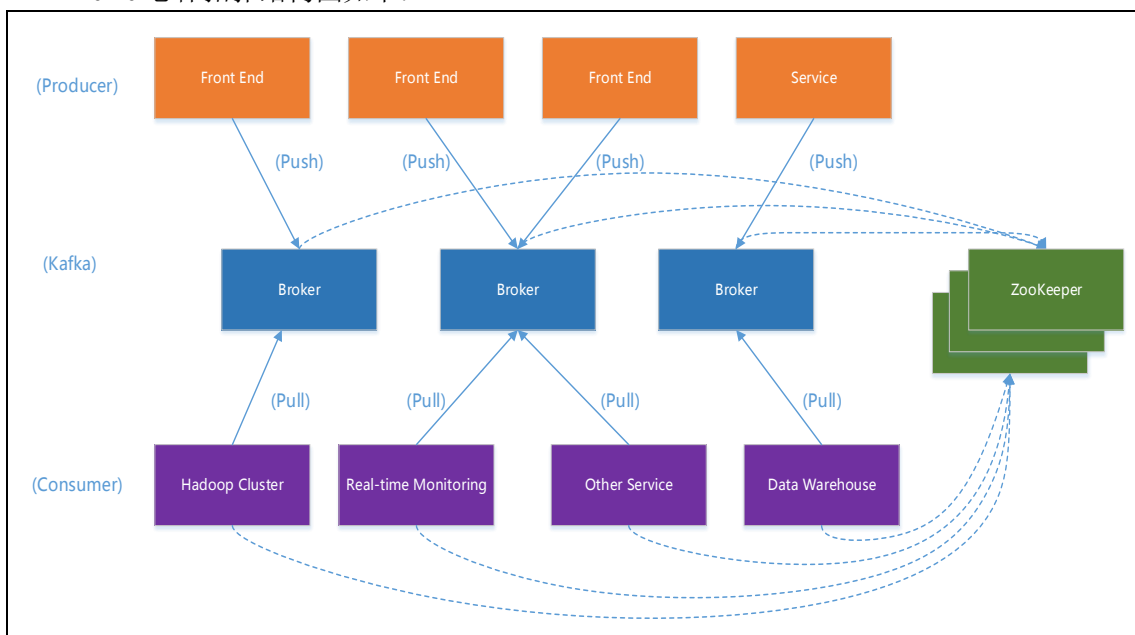 Front End
Front End
Front End
Service
(Producer)
(Push)
(Push)
(Push)
(Push)
(Kafka)
Broker
Broker
Broker
ZooKeeper
(Pull)
(Pull)
(Pull)
(Pull)
(Consumer)
Hadoop Cluster
Real-time Monitoring
Other Service
Data Warehouse